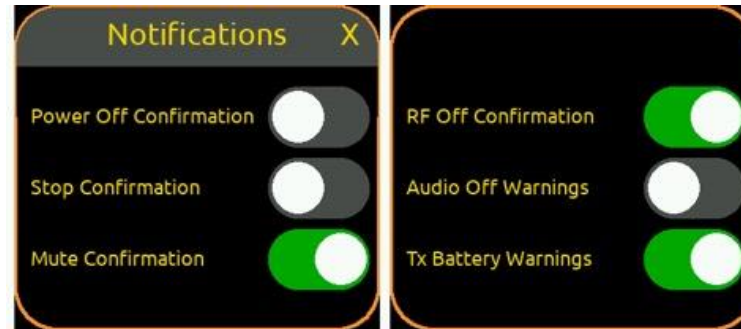 Notifications X
Power Off Confirmation
Stop Confirmation
Mute Confirmation
RF Off Confirmation
Audio Off Warnings
Tx Battery Warnings